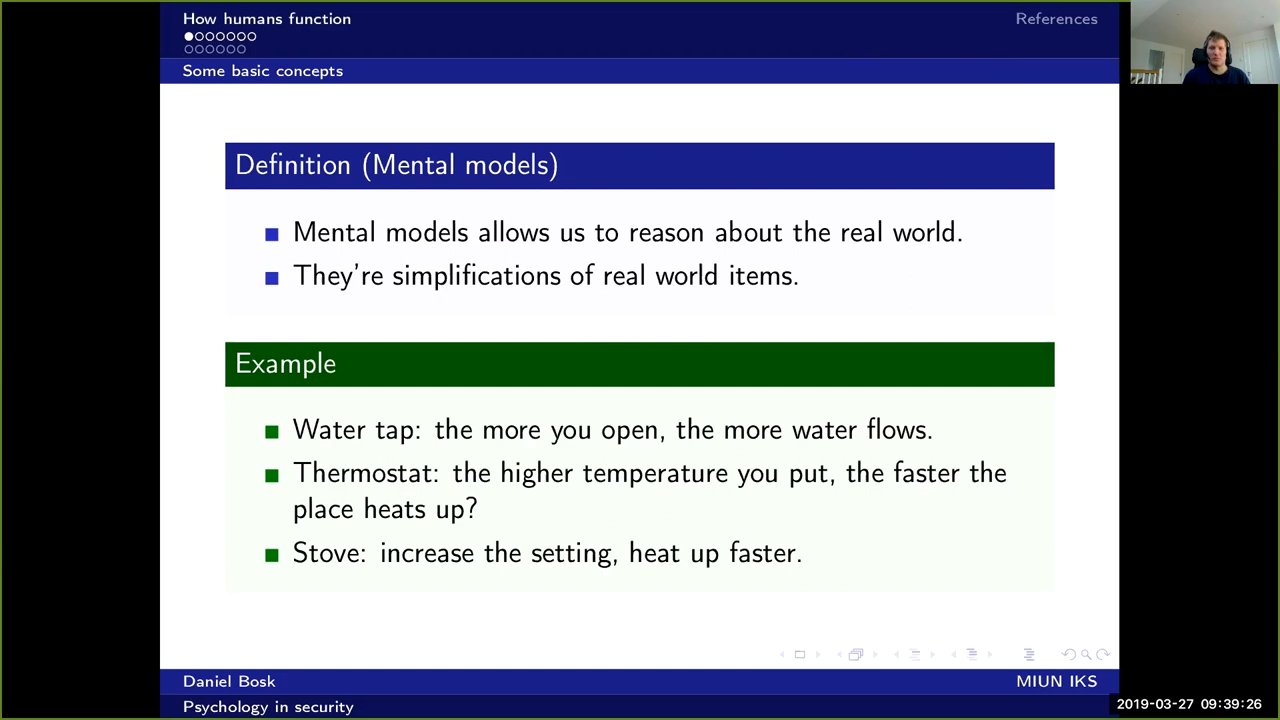 How humans function
References
Some basic concepts
Definition (Mental models)
Mental models allows us to reason about the real world.
They're simplifications of real world items.
Example
Water tap: the more you open, the more water flows.
Thermostat: the higher temperature you put, the faster the
place heats up?
Stove: increase the setting, heat up faster.
Daniel Bosk
MIUN IKS
Psychology in security
2019-03-27 09:39:26